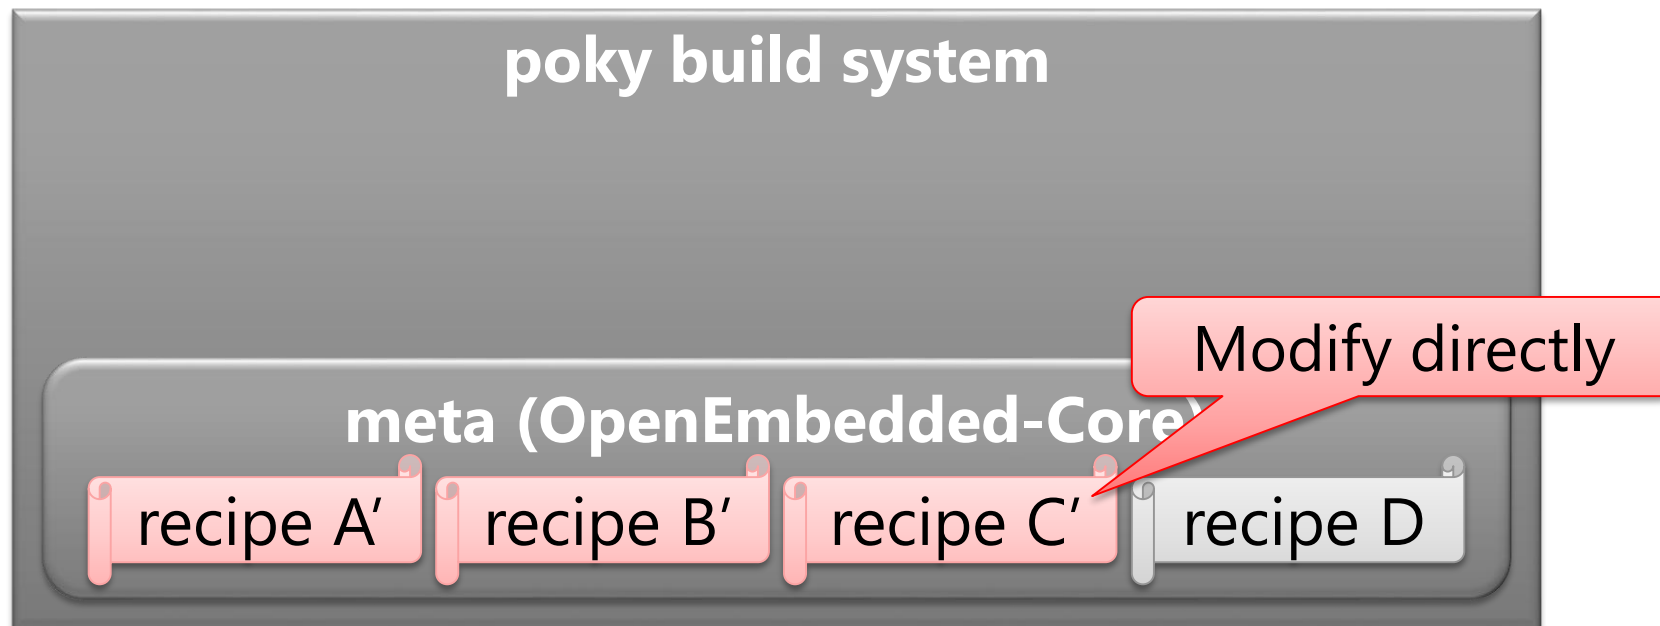 poky build system
Modify directly
meta (OpenEmbedded-Core)
recipe A′
recipe B′
recipe C′
recipe D